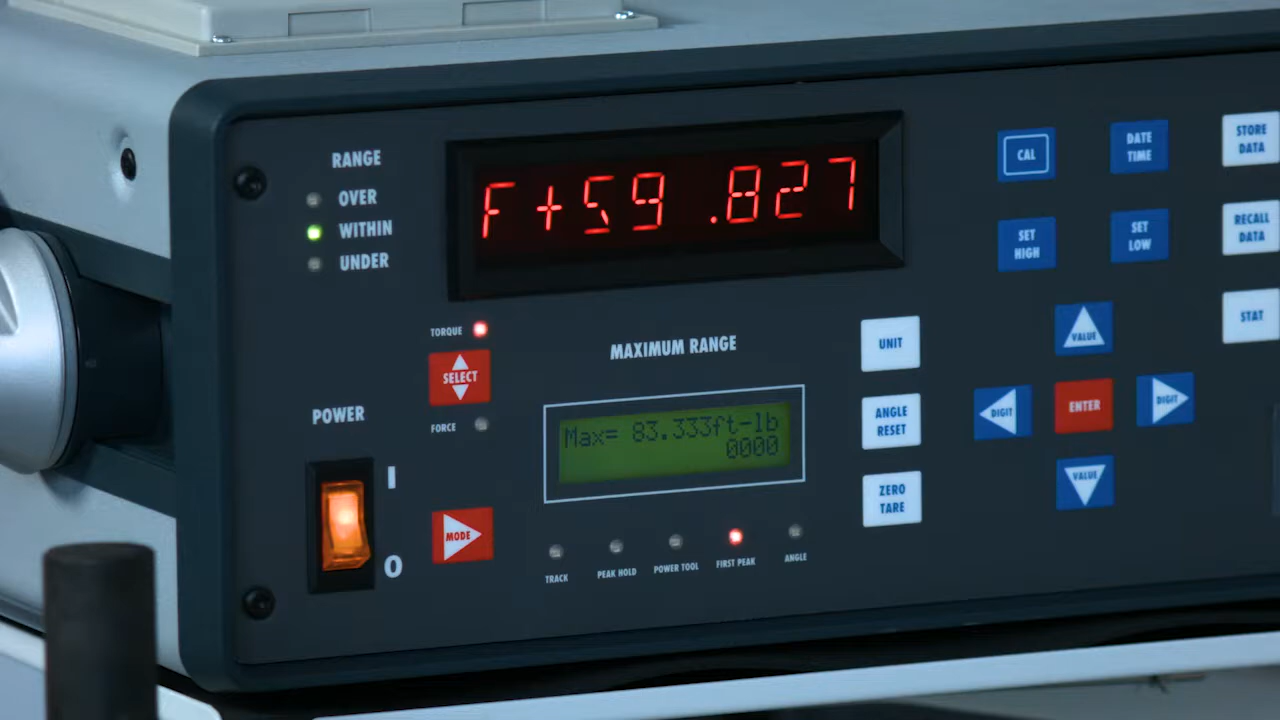 RANGE
OVER
WITHIN
UNDER
F+59.827
CAL
DATE
TIME
STORE
DATA
SET
HIGH
SET
LOW
RECALL
DATA
TORQUE
SELECT
FORCE
MAXIMUM RANGE
UNIT
VALUE
STAT
POWER
I
O
Max= 83.333ft-lb
0000
ANGLE
RESET
DIGIT
ENTER
DIGIT
ZERO
TARE
VALUE
MODE
TRACK
PEAK HOLD
POWER TOOL
FIRST PEAK
ANGLE